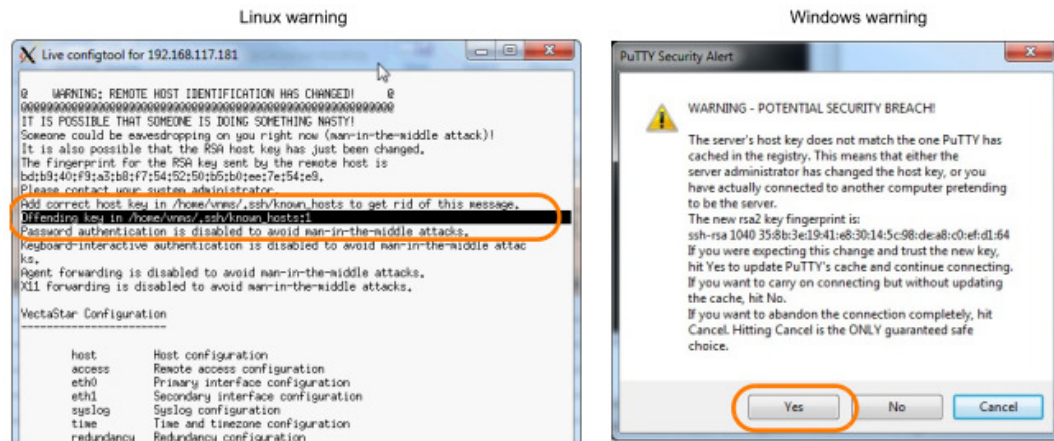 Linux warning
Live configtool for 192.168.117.181
@ WARNING: REMOTE HOST IDENTIFICATION HAS CHANGED! @
@@@@@@@@@@@@@@@@@@@@@@@@@@@@@@@@@@@@@@@@@@@@@@@@@@@@@@@@@@@
IT IS POSSIBLE THAT SOMEONE IS DOING SOMETHING NASTY!
Someone could be eavesdropping on you right now (man-in-the-middle attack)!
It is also possible that the RSA host key has just been changed.
The fingerprint for the RSA key sent by the remote host is
bd:b9:40:f9:a3:b8:f7:54:52:50:b5:b0:ee:7e:54:e9.
Please contact your system administrator.
Add correct host key in /home/vnms/.ssh/known_hosts to get rid of this message.
Offending key in /home/vnms/.ssh/known_hosts:1
Password authentication is disabled to avoid man-in-the-middle attacks.
Keyboard-interactive authentication is disabled to avoid man-in-the-middle attac
ks.
Agent forwarding is disabled to avoid man-in-the-middle attacks.
X11 forwarding is disabled to avoid man-in-the-middle attacks.
VectaStar Configuration
-----------------------
host Host configuration
access Remote access configuration
eth0 Primary interface configuration
eth1 Secondary interface configuration
syslog Syslog configuration
time Time and timezone configuration
redundancy Redundancy configuration
Windows warning
PuTTY Security Alert
WARNING - POTENTIAL SECURITY BREACH!
The server's host key does not match the one PuTTY has
cached in the registry. This means that either the
server administrator has changed the host key, or you
have actually connected to another computer pretending
to be the server.
The new rsa2 key fingerprint is:
ssh-rsa 1040 35:8b:3e:19:41:e8:30:14:5c:98:de:a8:c0:ef:d1:64
If you were expecting this change and trust the new key,
hit Yes to update PuTTY's cache and continue connecting.
If you want to carry on connecting but without updating
the cache, hit No.
If you want to abandon the connection completely, hit
Cancel. Hitting Cancel is the ONLY guaranteed safe
choice.
Yes
No
Cancel